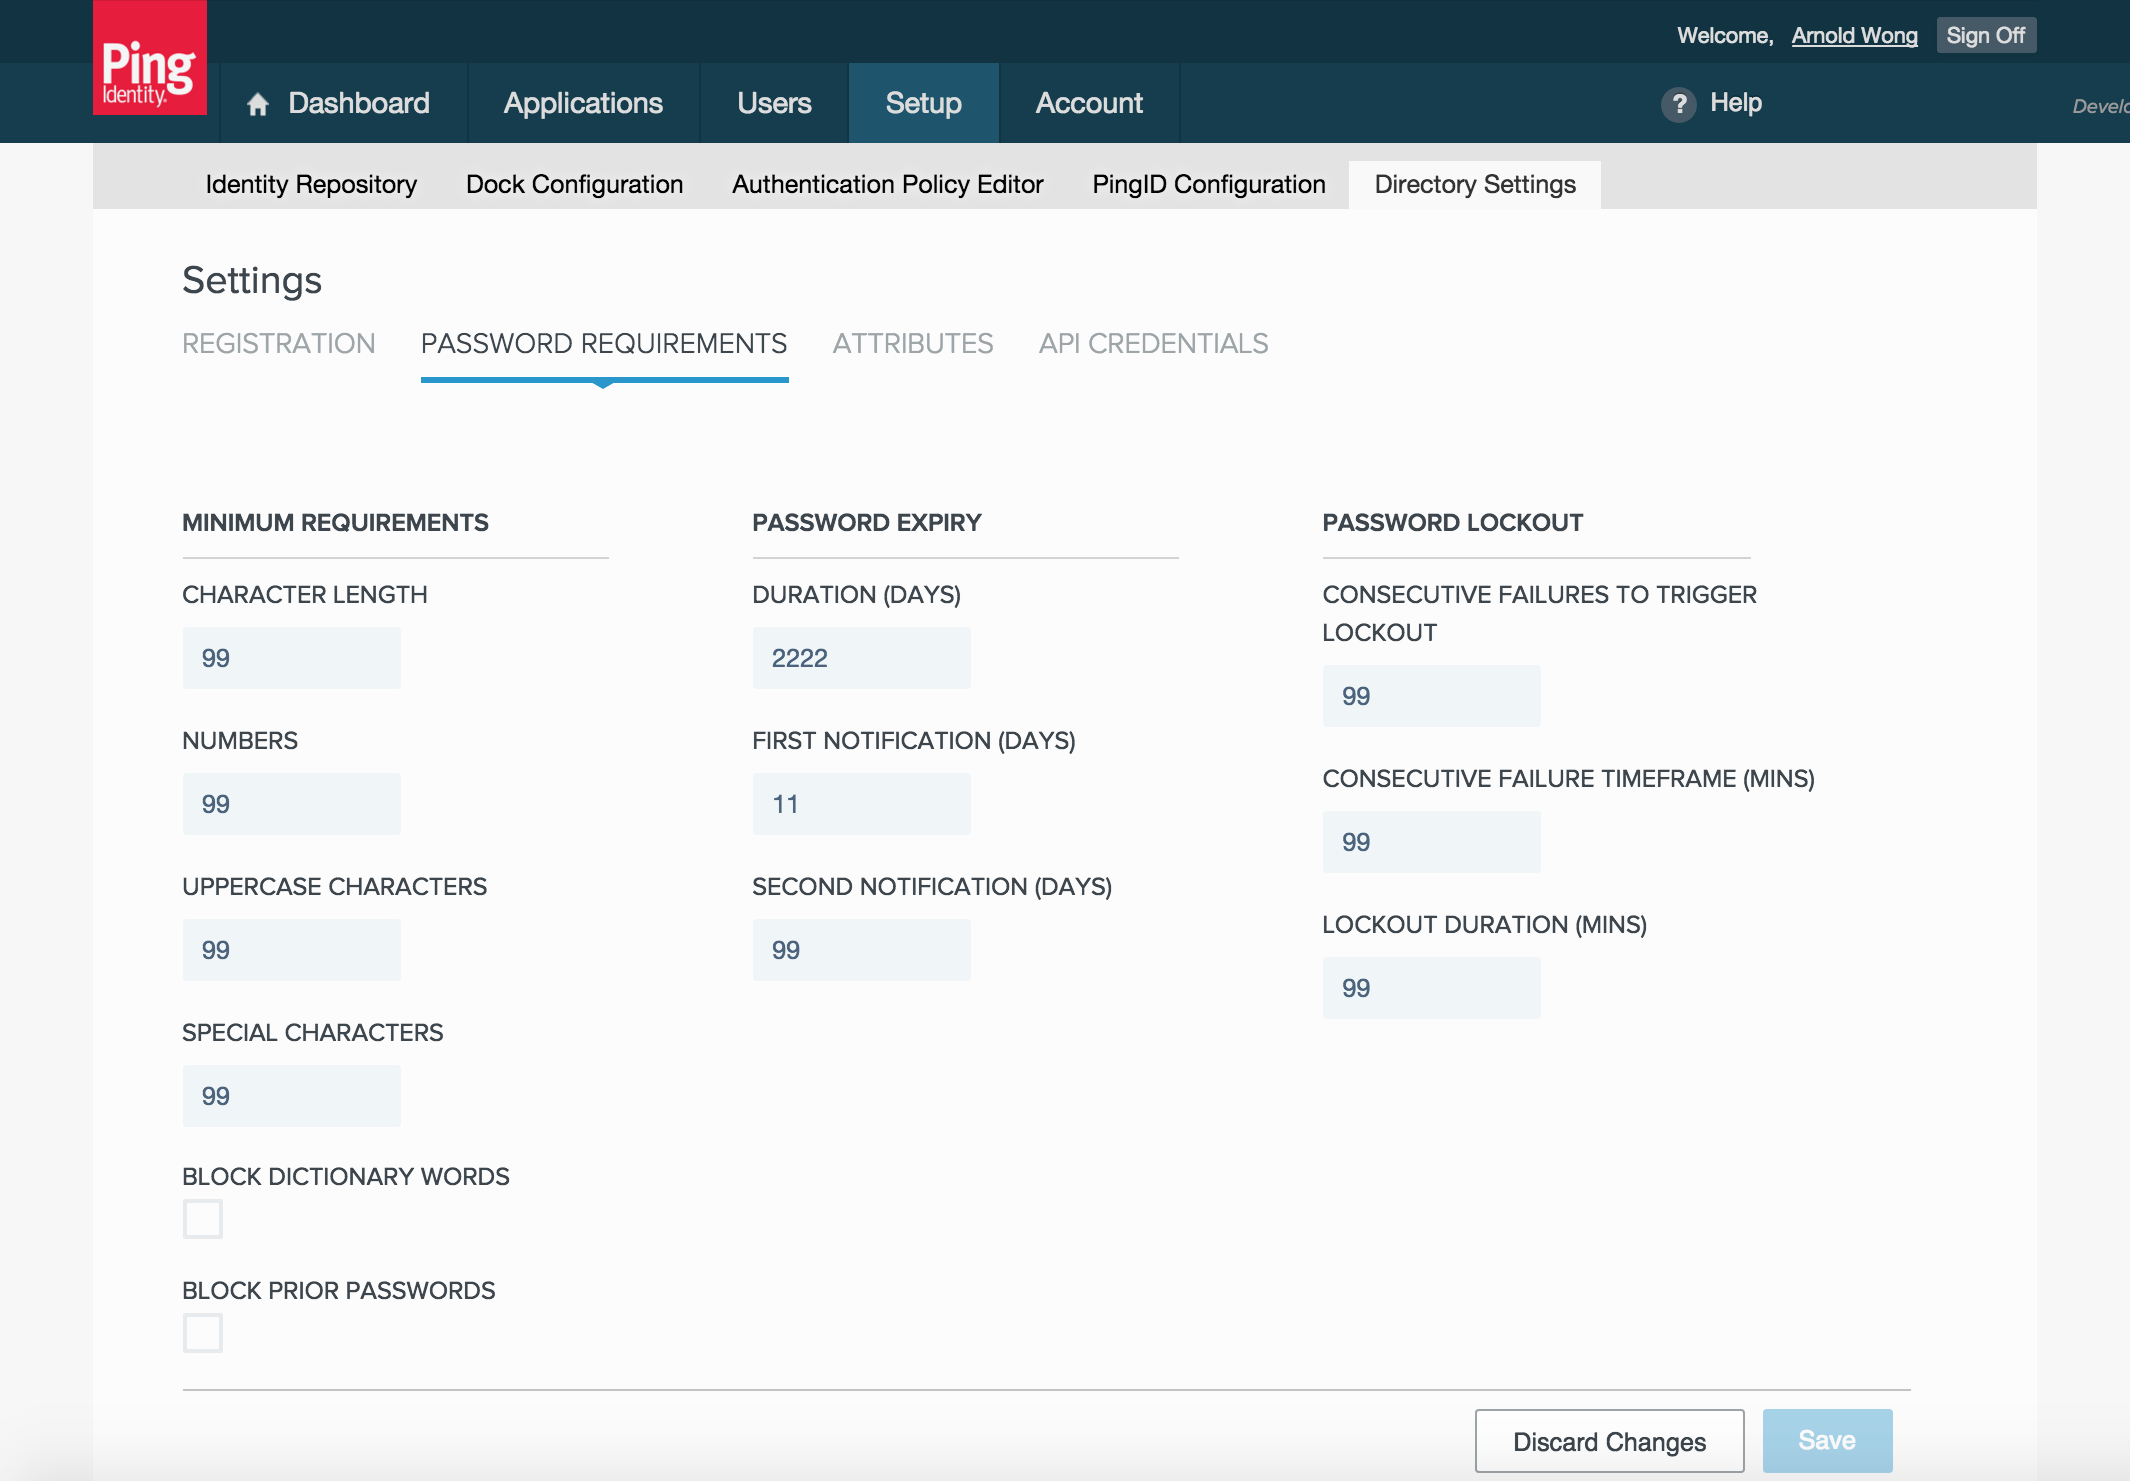 Welcome, Arnold Wong Sign Off
Ping
Identity.
Dashboard Applications Users Setup Account ? Help
Identity Repository Dock Configuration Authentication Policy Editor PingID Configuration Directory Settings
Settings
REGISTRATION PASSWORD REQUIREMENTS ATTRIBUTES API CREDENTIALS
MINIMUM REQUIREMENTS
CHARACTER LENGTH
99
NUMBERS
99
UPPERCASE CHARACTERS
99
SPECIAL CHARACTERS
99
BLOCK DICTIONARY WORDS
BLOCK PRIOR PASSWORDS
PASSWORD EXPIRY
DURATION (DAYS)
2222
FIRST NOTIFICATION (DAYS)
11
SECOND NOTIFICATION (DAYS)
99
PASSWORD LOCKOUT
CONSECUTIVE FAILURES TO TRIGGER
LOCKOUT
99
CONSECUTIVE FAILURE TIMEFRAME (MINS)
99
LOCKOUT DURATION (MINS)
99
Discard Changes Save